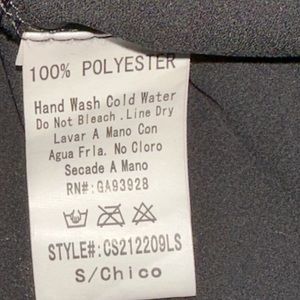 100% POLYESTER
Hand Wash Cold Water
Do Not Bleach .Line Dry
Lavar A Mano Con
Agua Frla. No Cloro
Secade A Mano
RN#:GA93928
STYLE#:CS212209LS
S/Chico